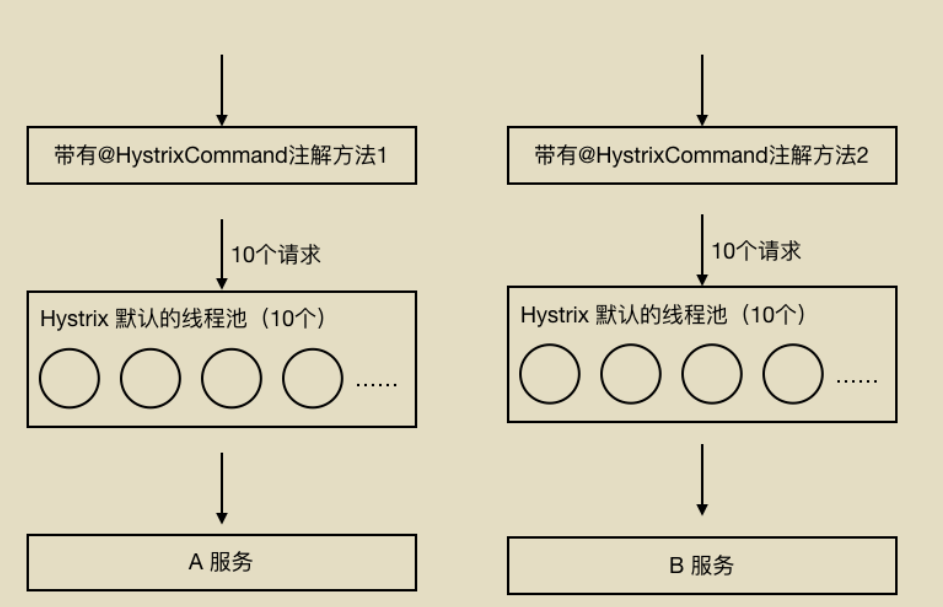 带有@HystrixCommand注解方法1
10个请求
Hystrix 默认的线程池（10个）
......
A 服务
带有@HystrixCommand注解方法2
10个请求
Hystrix 默认的线程池（10个）
......
B 服务